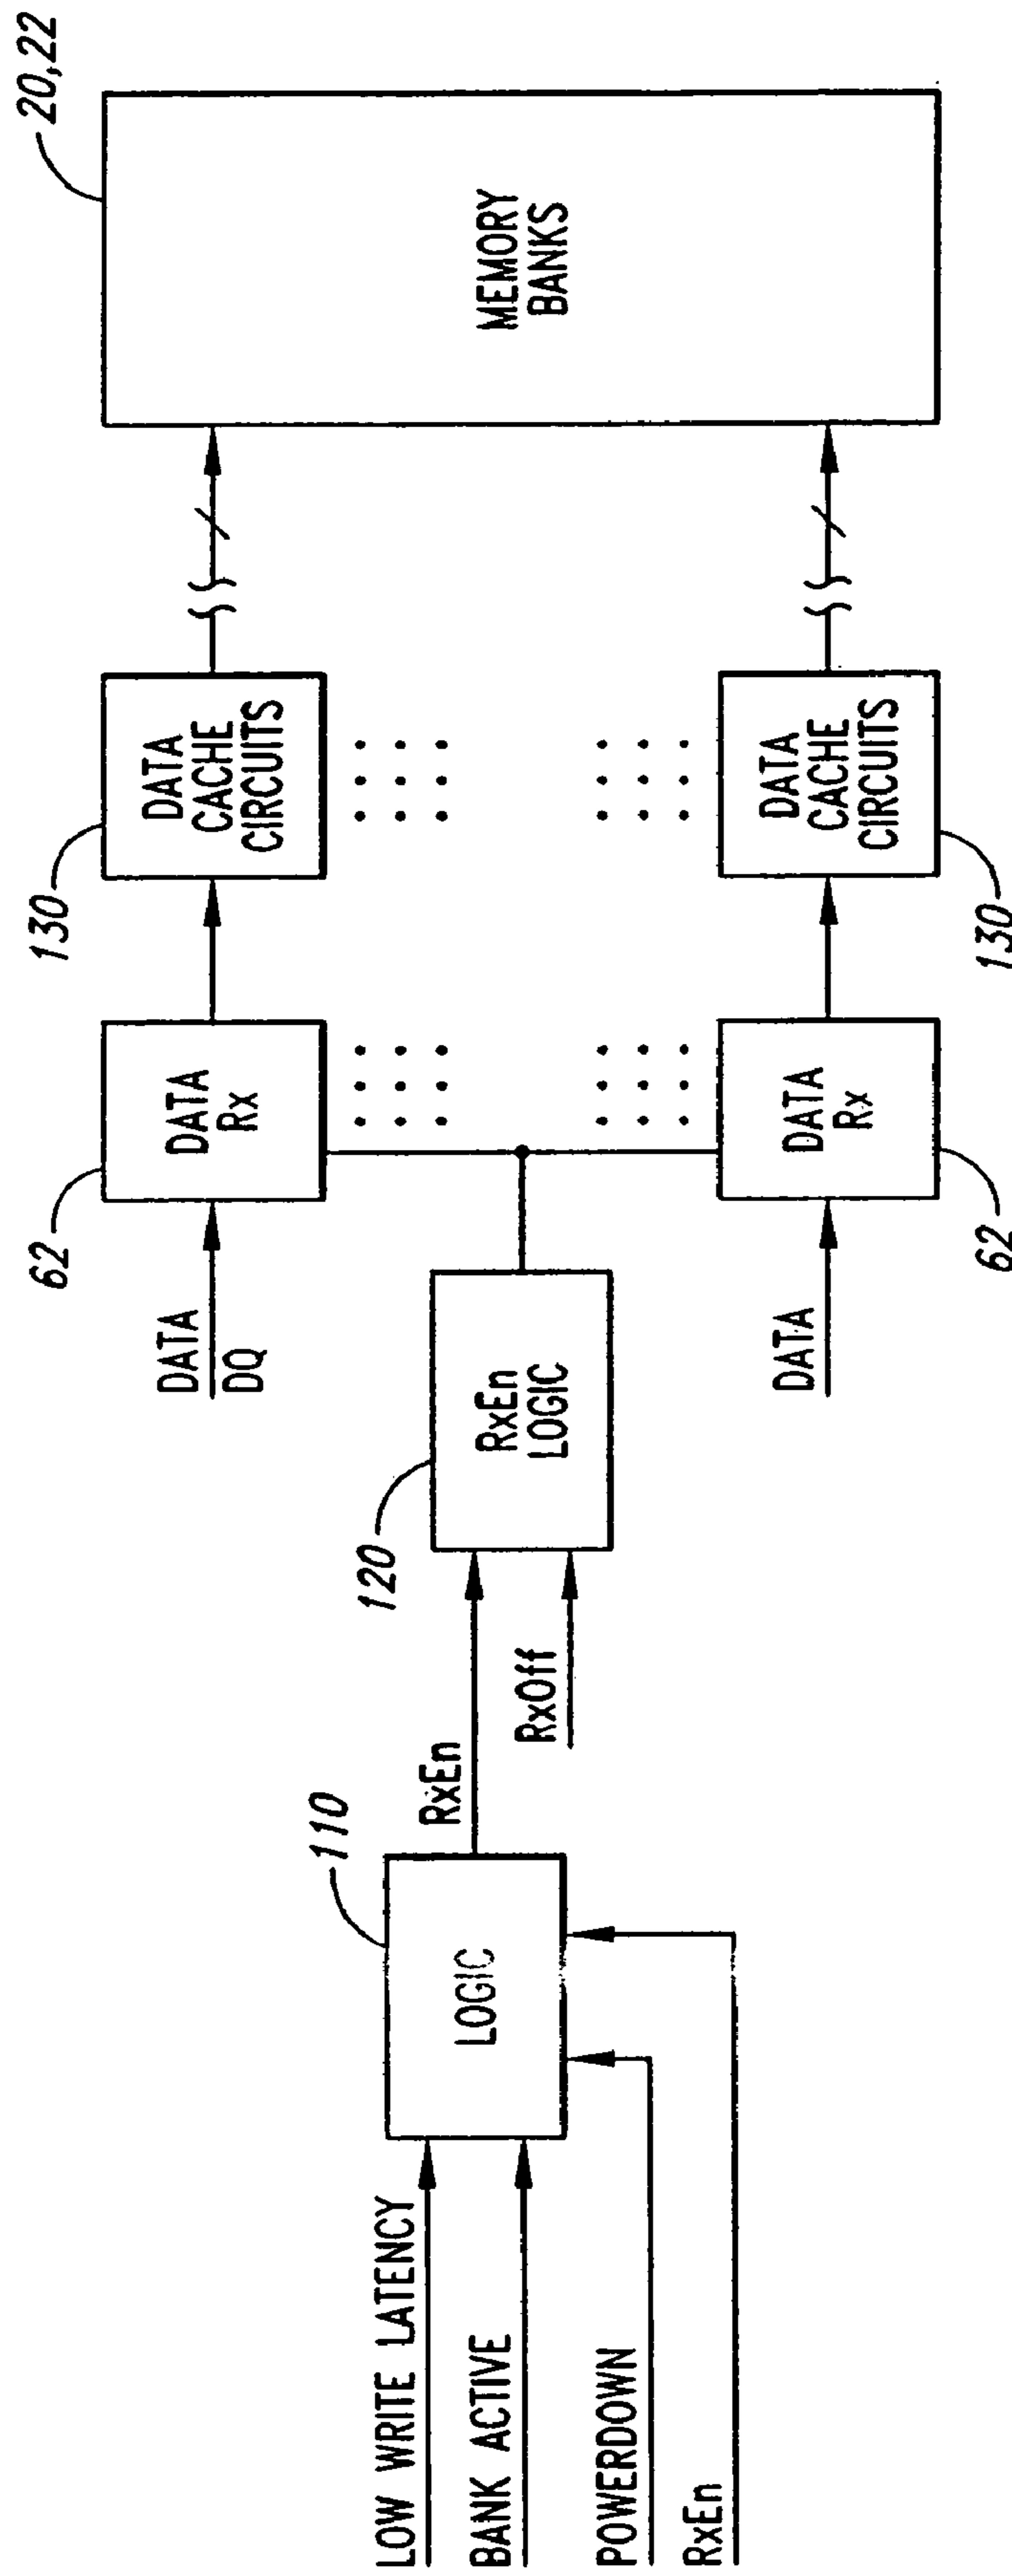 20,22
MEMORY
BANKS
130
DATA
CACHE
CIRCUITS
DATA
CACHE
CIRCUITS
130
62
DATA
Rx
DATA
Rx
62
DATA
DQ
DATA
120
RxEn
LOGIC
RxEn
RxOff
110
LOGIC
LOW WRITE LATENCY
BANK ACTIVE
POWERDOWN
RxEn